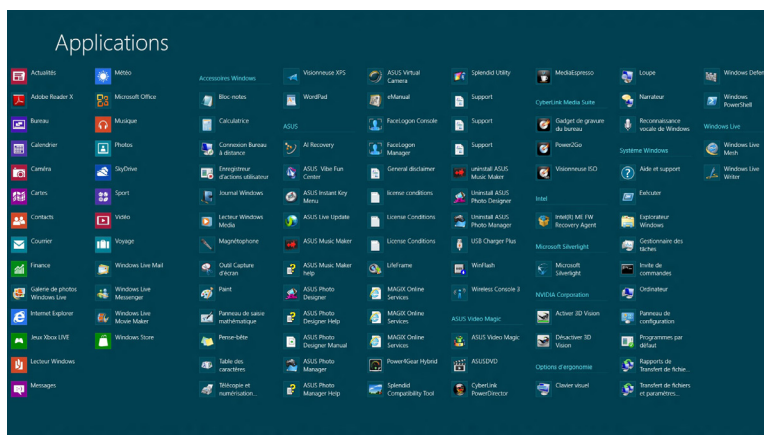 Applications
Actualités
Adobe Reader X
Bureau
Calendrier
Caméra
Cartes
Contacts
Courrier
Finance
Galerie de photos
Windows Live
Internet Explorer
Jeux Xbox LIVE
Lecteur Windows
Messages
Météo
Microsoft Office
Musique
Photos
SkyDrive
Sport
Vidéo
Voyage
Windows Live Mail
Windows Live
Messenger
Windows Live
Movie Maker
Windows Store
Accessoires Windows
Bloc-notes
Calculatrice
Connexion Bureau
à distance
Enregistreur
d'actions utilisateur
Journal Windows
Lecteur Windows
Media
Magnétophone
Outil Capture
d'écran
Paint
Panneau de saisie
mathématique
Pense-bête
Table des
caractères
Télécopie et
numérisation...
Visionneuse XPS
WordPad
ASUS
AI Recovery
ASUS Vibe Fun
Center
ASUS Instant Key
Menu
ASUS Live Update
ASUS Music Maker
ASUS Music Maker
help
ASUS Photo
Designer
ASUS Photo
Designer Help
ASUS Photo
Designer Manual
ASUS Photo
Manager
ASUS Photo
Manager Help
ASUS Virtual
Camera
eManual
FaceLogon Console
FaceLogon
Manager
General disclaimer
license conditions
License Conditions
License Conditions
LifeFrame
MAGIX Online
Services
MAGIX Online
Services
MAGIX Online
Services
Power4Gear Hybrid
Splendid
Compatibility Tool
Splendid Utility
Support
Support
Support
uninstall ASUS
Music Maker
Uninstall ASUS
Photo Designer
Uninstall ASUS
Photo Manager
USB Charger Plus
WinFlash
Wireless Console 3
ASUS Video Magic
ASUS Video Magic
ASUSDVD
CyberLink
PowerDirector
MediaEspresso
CyberLink Media Suite
Gadget de gravure
du bureau
Power2Go
Visionneuse ISO
Intel
Intel(R) ME FW
Recovery Agent
Microsoft Silverlight
Microsoft
Silverlight
NVIDIA Corporation
Activer 3D Vision
Désactiver 3D
Vision
Options d'ergonomie
Clavier visuel
Loupe
Narrateur
Reconnaissance
vocale de Windows
Système Windows
Aide et support
Exécuter
Explorateur
Windows
Gestionnaire des
tâches
Invite de
commandes
Ordinateur
Panneau de
configuration
Programmes par
défaut
Rapports de
Transfert de fichie...
Transfert de fichiers
et paramètres...
Windows Defen
Windows
PowerShell
Windows Live
Windows Live
Mesh
Windows Live
Writer